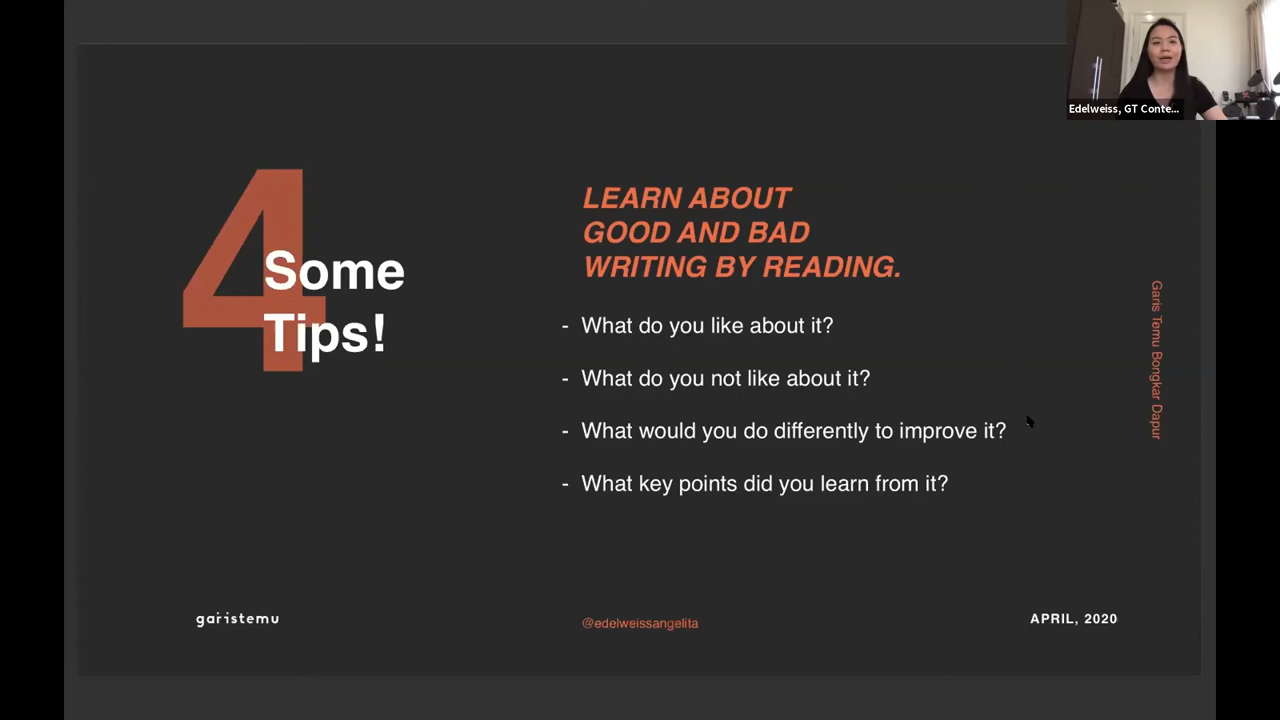 Edelweiss, GT Conte...
4
Some
Tips!
LEARN ABOUT
GOOD AND BAD
WRITING BY READING.
- What do you like about it?
- What do you not like about it?
- What would you do differently to improve it?
- What key points did you learn from it?
Garis Temu Bongkar Dapur
garistemu
@edelweissangelita
APRIL, 2020